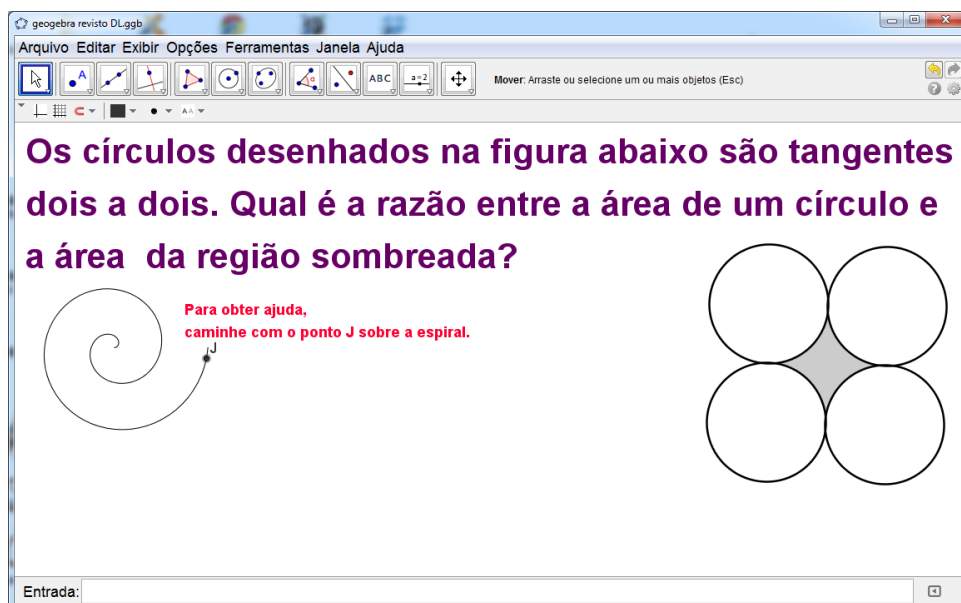 geogebra revisto DL.ggb
Arquivo Editar Exibir Opções Ferramentas Janela Ajuda
A
α
ABC
a=2
Mover: Arraste ou selecione um ou mais objetos (Esc)
AA
Os círculos desenhados na figura abaixo são tangentes
dois a dois. Qual é a razão entre a área de um círculo e
a área  da região sombreada?
Para obter ajuda,
caminhe com o ponto J sobre a espiral.
J
Entrada: